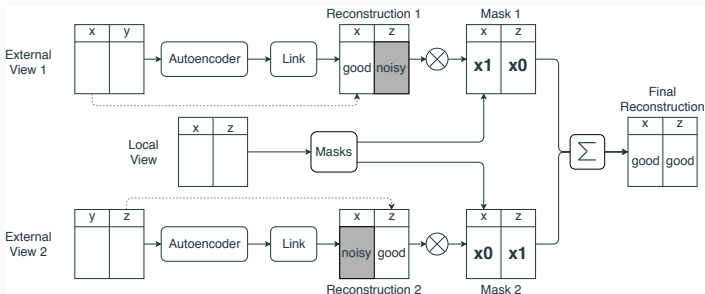 Reconstruction 1
Mask 1
x y
x z
x z
External
View 1
Autoencoder
Link
good noisy
x1 x0
Final
Reconstruction
x z
x z
Local
View
Masks
Σ
good good
y z
x z
x z
External
View 2
Autoencoder
Link
noisy good
x0 x1
Reconstruction 2
Mask 2